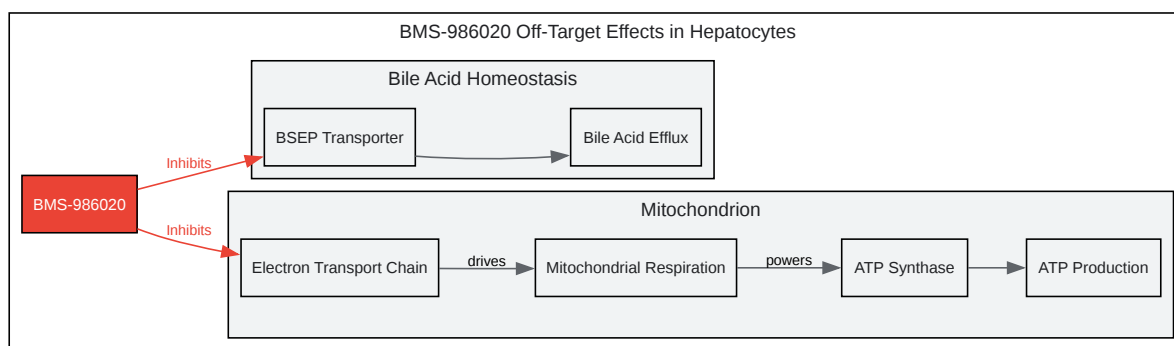 BMS-986020 Off-Target Effects in Hepatocytes
Bile Acid Homeostasis
BSEP Transporter
Bile Acid Efflux
Inhibits
BMS-986020
Inhibits
Mitochondrion
Electron Transport Chain
drives
Mitochondrial Respiration
powers
ATP Synthase
ATP Production